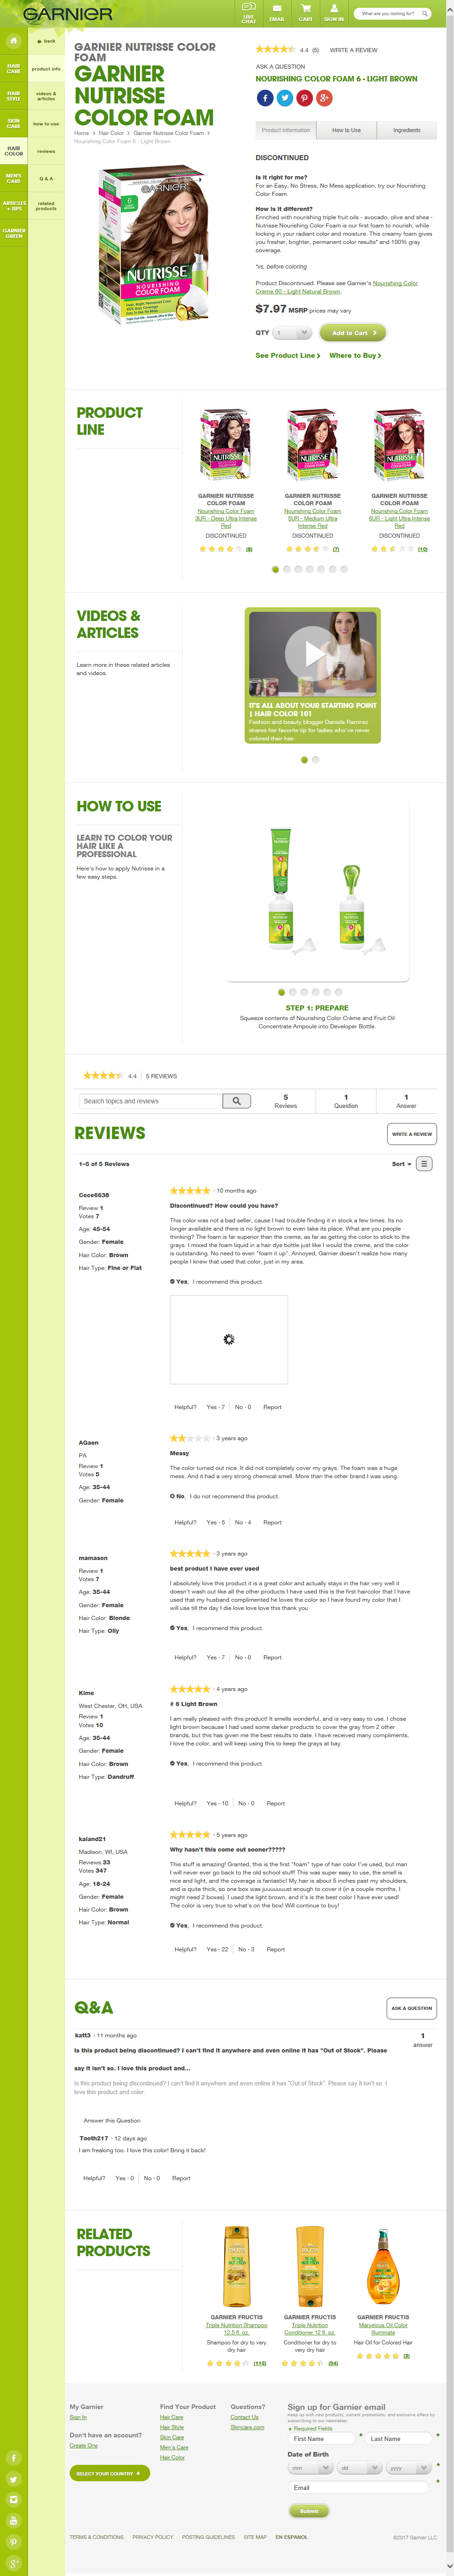 GARNIER
LIVE CHAT
EMAIL
CART
SIGN IN
What are you looking for?
HAIR CARE
HAIR STYLE
SKIN CARE
HAIR COLOR
MEN'S CARE
ARTICLES + TIPS
GARNIER GREEN
back
product info
videos & articles
how to use
reviews
Q & A
related products
GARNIER NUTRISSE COLOR FOAM
GARNIER
NUTRISSE
COLOR FOAM
Home > Hair Color > Garnier Nutrisse Color Foam >
Nourishing Color Foam 6 - Light Brown
4.4 (5) WRITE A REVIEW
ASK A QUESTION
NOURISHING COLOR FOAM 6 - LIGHT BROWN
Product Information
How to Use
Ingredients
DISCONTINUED
Is it right for me?
For an Easy, No Stress, No Mess application, try our Nourishing
Color Foam.
How is it different?
Enriched with nourishing triple fruit oils - avocado, olive and shea -
Nutrisse Nourishing Color Foam is our first foam to nourish, while
locking in your radiant color and moisture. This creamy foam gives
you fresher, brighter, permanent color results* and 100% gray
coverage.
*vs. before coloring
Product Discontinued. Please see Garnier's Nourishing Color
Creme 60 - Light Natural Brown.
$7.97 MSRP prices may vary
QTY 1 Add to Cart
See Product Line > Where to Buy >
GARNIER
6
NUTRISSE
NOURISHING
COLOR FOAM
PRODUCT
LINE
GARNIER NUTRISSE
COLOR FOAM
Nourishing Color Foam
3UR - Deep Ultra Intense
Red
DISCONTINUED
(8)
GARNIER NUTRISSE
COLOR FOAM
Nourishing Color Foam
5UR - Medium Ultra
Intense Red
DISCONTINUED
(7)
GARNIER NUTRISSE
COLOR FOAM
Nourishing Color Foam
6UR - Light Ultra Intense
Red
DISCONTINUED
(10)
VIDEOS &
ARTICLES
Learn more in these related articles
and videos.
IT'S ALL ABOUT YOUR STARTING POINT
| HAIR COLOR 101
Fashion and beauty blogger Daniela Ramirez
shares her favorite tip for ladies who've never
colored their hair.
HOW TO USE
LEARN TO COLOR YOUR
HAIR LIKE A
PROFESSIONAL
Here's how to apply Nutrisse in a
few easy steps.
STEP 1: PREPARE
Squeeze contents of Nourishing Color Crème and Fruit Oil
Concentrate Ampoule into Developer Bottle.
4.4 5 REVIEWS
Search topics and reviews
5
Reviews
1
Question
1
Answer
REVIEWS
WRITE A REVIEW
1–5 of 5 Reviews
Sort
Cece6638
Review 1
Votes 7
Age: 45-54
Gender: Female
Hair Color: Brown
Hair Type: Fine or Flat
· 10 months ago
Discontinued? How could you have?
This color was not a bad seller, cause I had trouble finding it in stock a few times. Its no
longer available and there is no light brown to even take its place. What are you people
thinking? The foam is far superior than the creme, as far as getting the color to stick to the
grays. I mixed the foam liquid in a hair dye bottle just like I would the creme, and the color
is outstanding. No need to even "foam it up". Annoyed, Garnier doesn't realize how many
people I knew that used that color, just in my area.
Yes, I recommend this product.
Helpful? Yes · 7 No · 0 Report
AGaen
PA
Review 1
Votes 5
Age: 35-44
Gender: Female
· 3 years ago
Messy
The color turned out nice. It did not completely cover my grays. The foam was a huge
mess. And it had a very strong chemical smell. More than the other brand I was using.
No, I do not recommend this product.
Helpful? Yes · 5 No · 4 Report
mamason
Review 1
Votes 7
Age: 35-44
Gender: Female
Hair Color: Blonde
Hair Type: Oily
· 3 years ago
best product I have ever used
I absolutely love this product it is a great color and actually stays in the hair very well it
doesn't wash out like all the other products I have used this is the first haircolor that I have
used that my husband complimented he loves the color so I have found my color that I
will use till the day I die love love love this thank you
Yes, I recommend this product.
Helpful? Yes · 7 No · 0 Report
Kime
West Chester, OH, USA
Review 1
Votes 10
Age: 35-44
Gender: Female
Hair Color: Brown
Hair Type: Dandruff
· 4 years ago
# 6 Light Brown
I am really pleased with this product! It smells wonderful, and is very easy to use. I chose
light brown because I had used some darker products to cover the gray from 2 other
brands, but this has given me the best results to date. I have received many compliments,
I love the color, and will keep using this to keep the grays at bay.
Yes, I recommend this product.
Helpful? Yes · 10 No · 0 Report
kaland21
Madison, WI, USA
Reviews 33
Votes 347
Age: 18-24
Gender: Female
Hair Color: Brown
Hair Type: Normal
· 5 years ago
Why hasn't this come out sooner?????
This stuff is amazing! Granted, this is the first "foam" type of hair color I've used, but man
I will never ever go back to the old school stuff! This was super easy to use, the smell is
nice and light, and the coverage is fantastic! My hair is about 5 inches past my shoulders,
and is quite thick, so one box was juuuuuuust enough to cover it (in a couple months, I
might need 2 boxes). I used the light brown, and it's is the best color I have ever used!
The color is very true to what's on the box! Will continue to buy!
Yes, I recommend this product.
Helpful? Yes · 22 No · 3 Report
Q&A
ASK A QUESTION
katt3 · 11 months ago
Is this product being discontinued? I can't find it anywhere and even online it has "Out of Stock". Please
say it isn't so. I love this product and...
Is this product being discontinued? I can't find it anywhere and even online it has "Out of Stock". Please say it isn't so. I
love this product and color.
1
answer
Answer this Question
Tooth217 · 12 days ago
I am freaking too. I love this color! Bring it back!
Helpful? Yes · 0 No · 0 Report
RELATED
PRODUCTS
GARNIER FRUCTIS
Triple Nutrition Shampoo
12.5 fl. oz.
Shampoo for dry to very
dry hair
(116)
GARNIER FRUCTIS
Triple Nutrition
Conditioner 12 fl. oz.
Conditioner for dry to
very dry hair
(94)
GARNIER FRUCTIS
Marvelous Oil Color
Illuminate
Hair Oil for Colored Hair
(3)
My Garnier
Sign In
Don't have an account?
Create One
SELECT YOUR COUNTRY
Find Your Product
Hair Care
Hair Style
Skin Care
Men's Care
Hair Color
Questions?
Contact Us
Skincare.com
Sign up for Garnier email
Keep up with new products, current promotions, and exclusive offers by
subscribing to our newsletter.
Required Fields
First Name
Last Name
Date of Birth
mm
dd
yyyy
Email
Submit
TERMS & CONDITIONS PRIVACY POLICY POSTING GUIDELINES SITE MAP EN ESPANOL
©2017 Garnier LLC